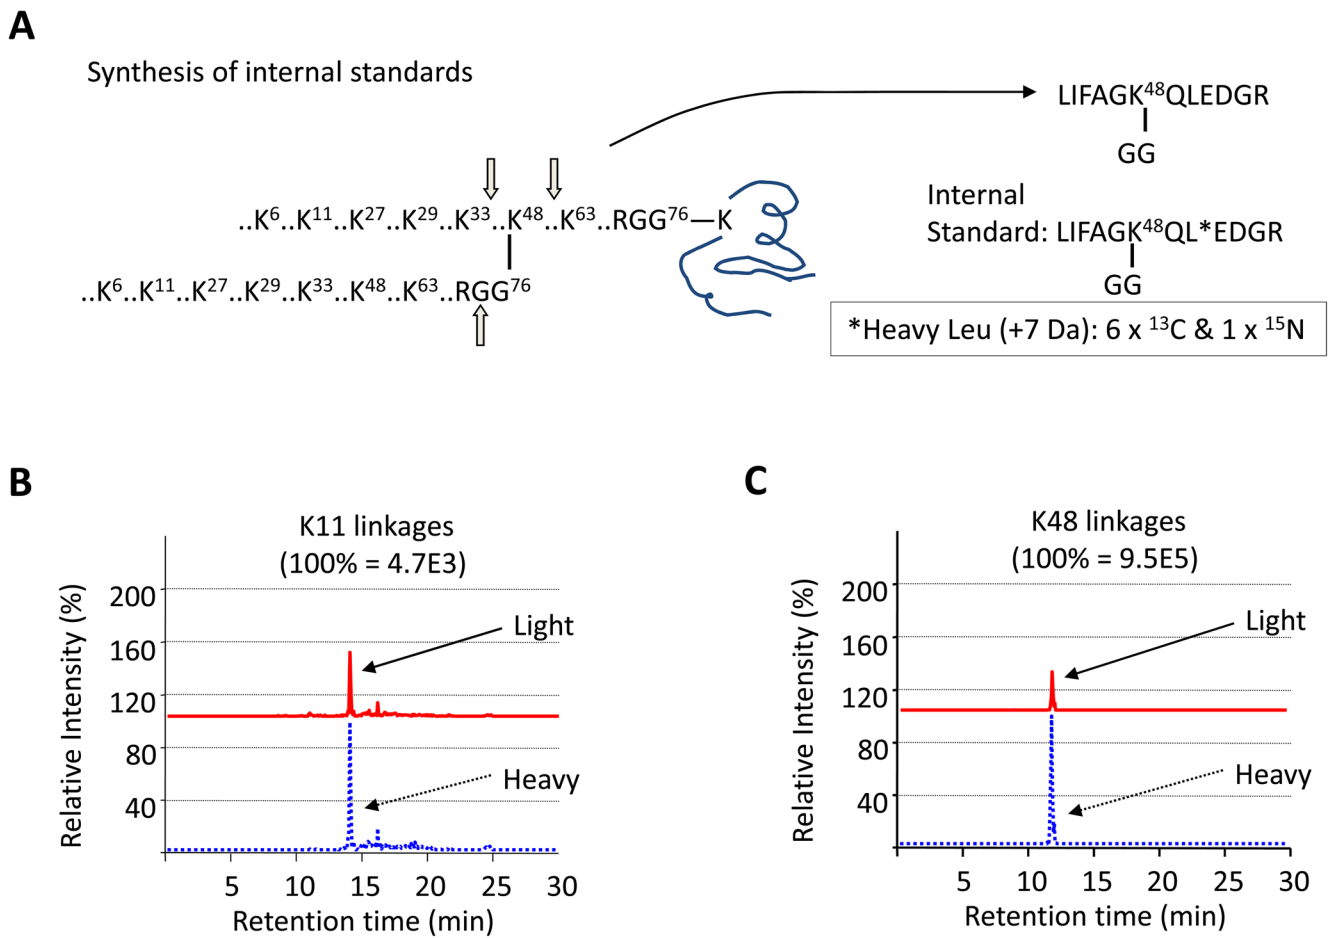 A
Synthesis of internal standards
LIFAGK⁴⁸QLEDGR
GG
..K⁶..K¹¹..K²⁷..K²⁹..K³³..K⁴⁸..K⁶³..RGG⁷⁶—K
Internal
Standard: LIFAGK⁴⁸QL*EDGR
GG
..K⁶..K¹¹..K²⁷..K²⁹..K³³..K⁴⁸..K⁶³..RGG⁷⁶
*Heavy Leu (+7 Da): 6 x ¹³C & 1 x ¹⁵N
B
K11 linkages
(100% = 4.7E3)
Relative Intensity (%)
200
160
120
80
40
Light
Heavy
5 10 15 20 25 30
Retention time (min)
C
K48 linkages
(100% = 9.5E5)
Relative Intensity (%)
200
160
120
80
40
Light
Heavy
5 10 15 20 25 30
Retention time (min)